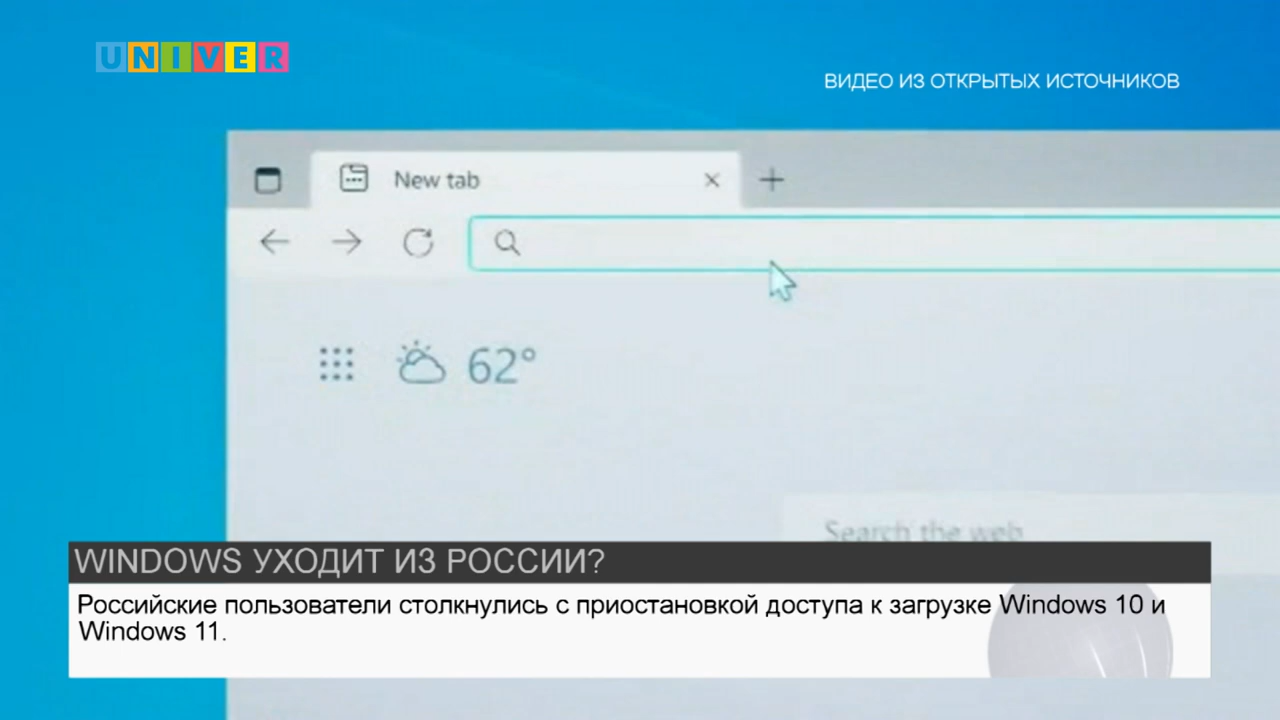 UNIVER
ВИДЕО ИЗ ОТКРЫТЫХ ИСТОЧНИКОВ
New tab
62°
Search the web
WINDOWS УХОДИТ ИЗ РОССИИ?
Российские пользователи столкнулись с приостановкой доступа к загрузке Windows 10 и
Windows 11.